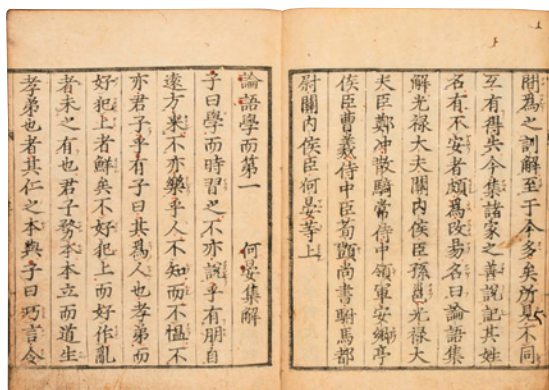 間為之訓解至于今多矣所見不同
互有得失今集諸家之善說記其姓
名有不安者頗為改易名曰論語集
解光祿大夫關內侯臣孫邕光祿大
夫臣鄭沖散騎常侍中領軍安鄉亭
侯臣曹羲侍中臣荀顗尚書駙馬都
尉關內侯臣何晏等上
論語學而第一 何晏集解
子曰學而時習之不亦說乎有朋自
遠方来不亦樂乎人不知而不慍不
亦君子乎有子曰其為人也孝弟而
好犯上者鮮矣不好犯上而好作亂
者未之有也君子務本本立而道生
孝弟也者其仁之本與子曰巧言令